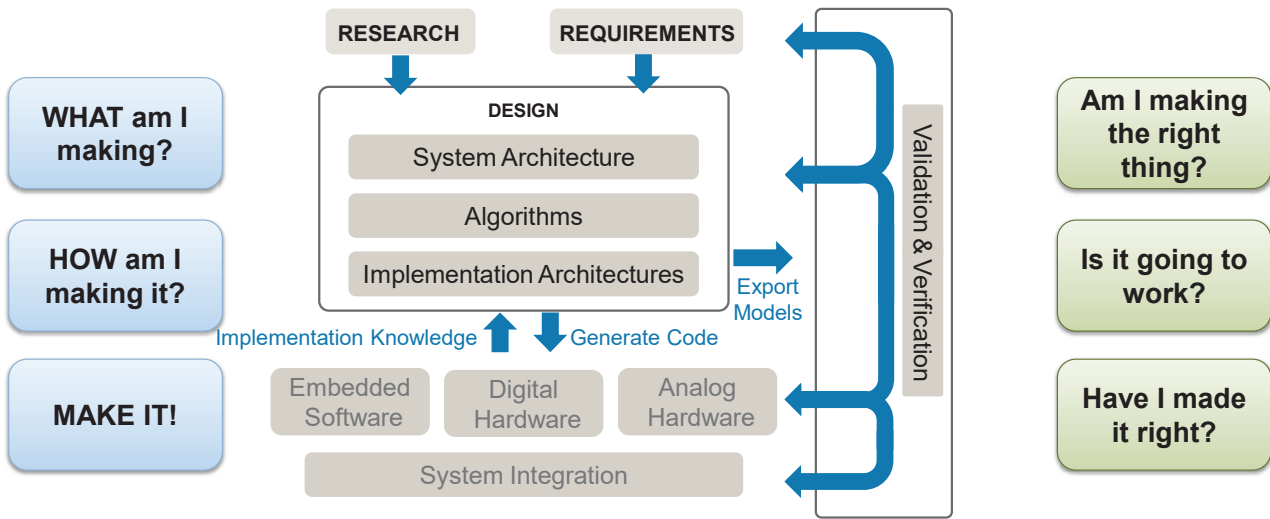 RESEARCH
REQUIREMENTS
WHAT am I
making?
HOW am I
making it?
MAKE IT!
DESIGN
System Architecture
Algorithms
Implementation Architectures
Export
Models
Implementation Knowledge
Generate Code
Embedded
Software
Digital
Hardware
Analog
Hardware
System Integration
Validation & Verification
Am I making
the right
thing?
Is it going to
work?
Have I made
it right?